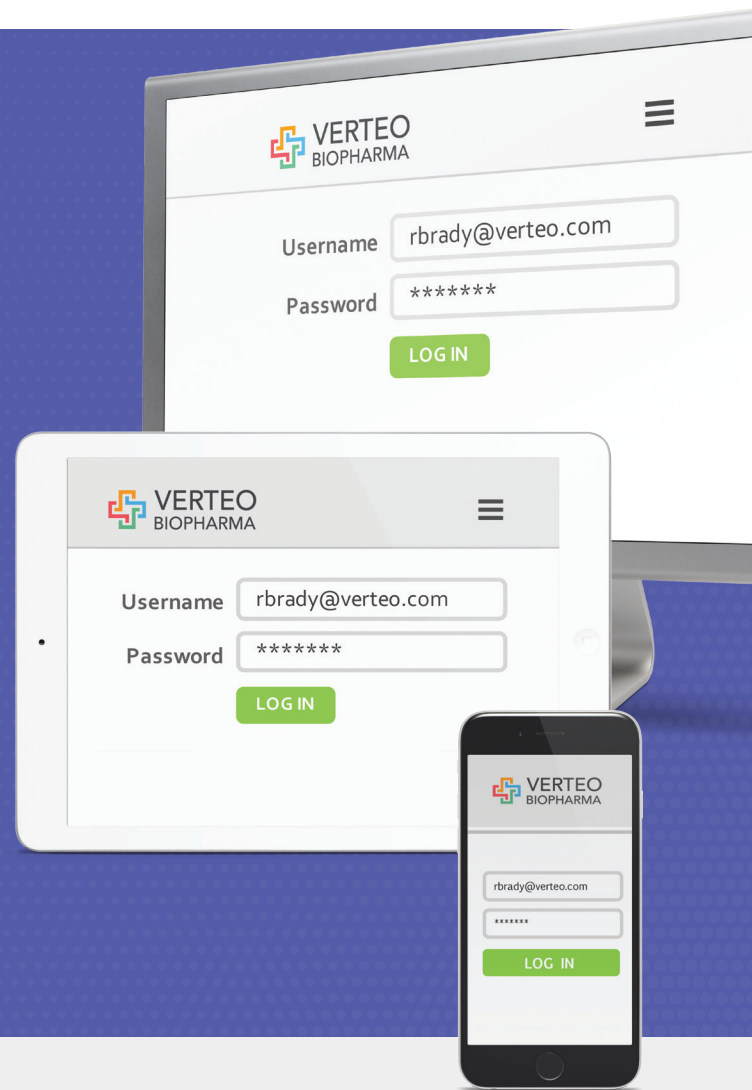 VERTEO
BIOPHARMA
Username rbrady@verteo.com
Password *******
LOG IN
VERTEO
BIOPHARMA
Username rbrady@verteo.com
Password *******
LOG IN
VERTEO
BIOPHARMA
rbrady@verteo.com
*******
LOG IN